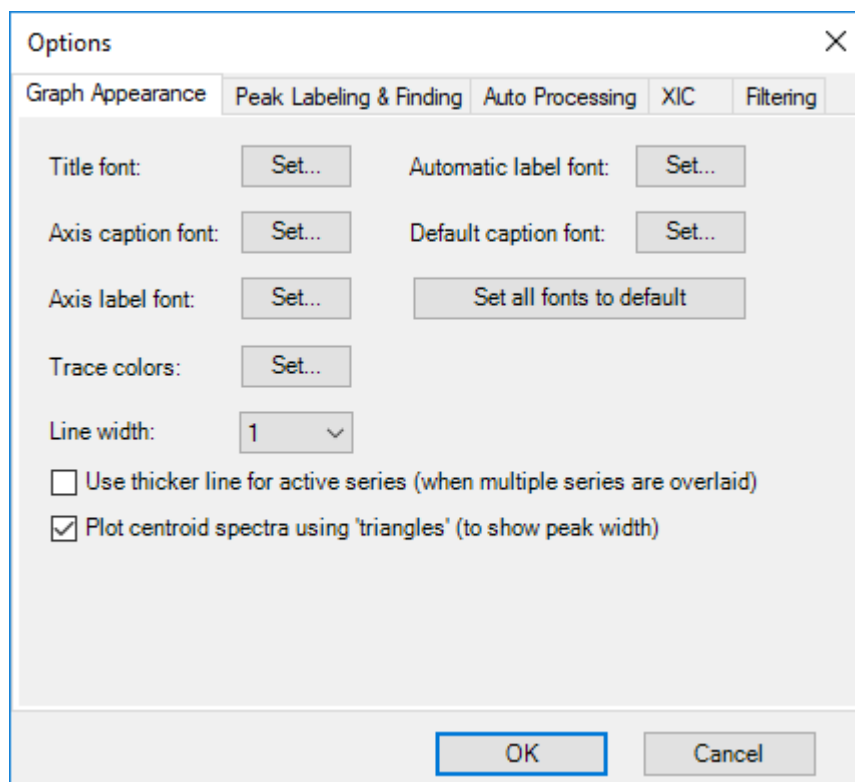 Options
Graph Appearance Peak Labeling & Finding Auto Processing XIC Filtering
Title font: Set... Automatic label font: Set...
Axis caption font: Set... Default caption font: Set...
Axis label font: Set... Set all fonts to default
Trace colors: Set...
Line width: 1
Use thicker line for active series (when multiple series are overlaid)
Plot centroid spectra using 'triangles' (to show peak width)
OK Cancel